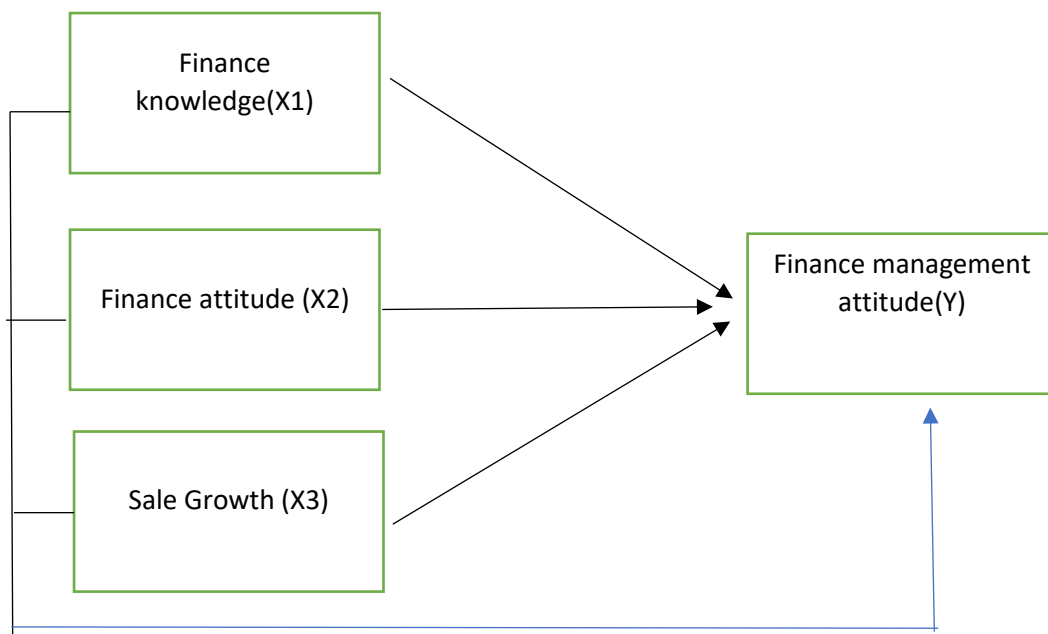 Finance
knowledge(X1)
Finance attitude (X2)
Sale Growth (X3)
Finance management
attitude(Y)